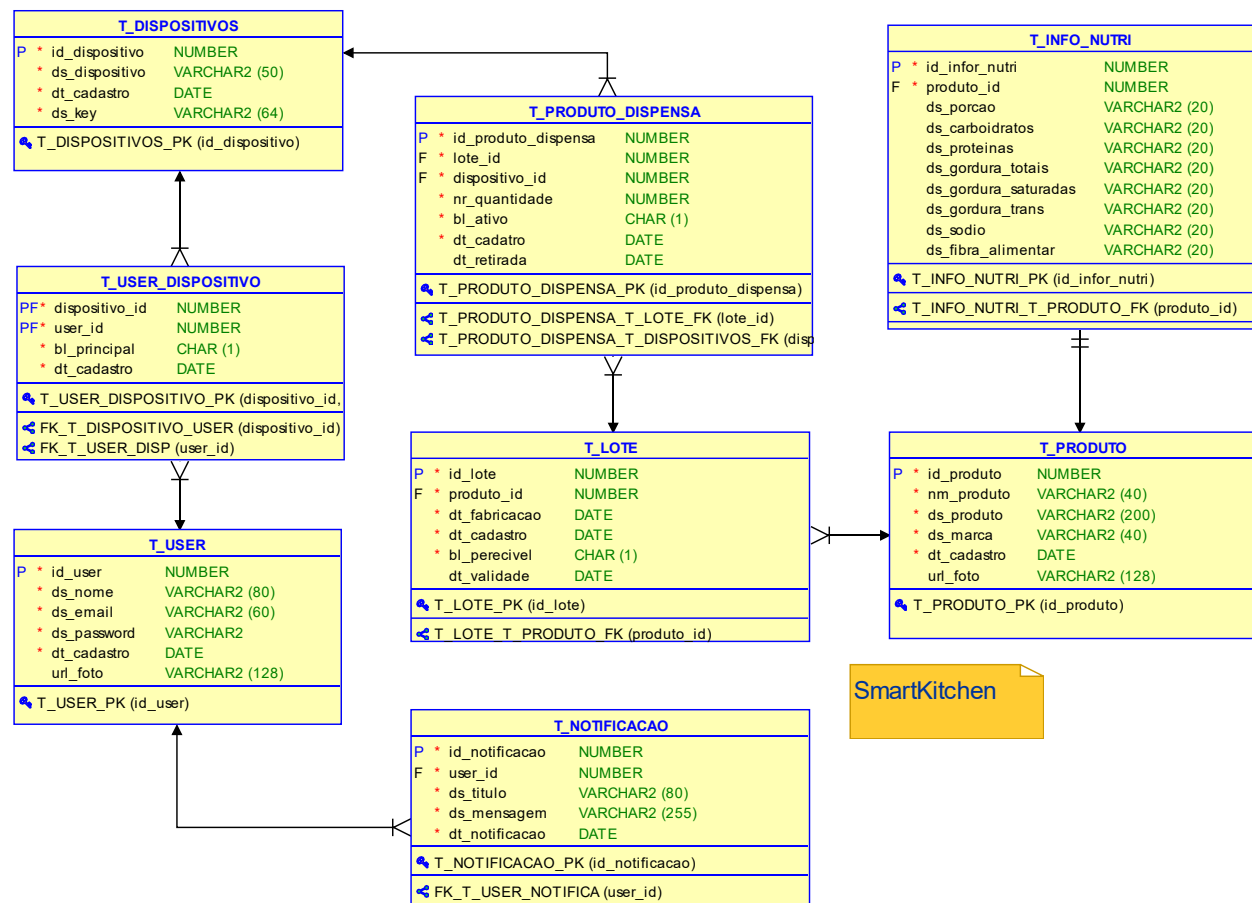 T_DISPOSITIVOS
P * id_dispositivo NUMBER
* ds_dispositivo VARCHAR2 (50)
* dt_cadastro DATE
* ds_key VARCHAR2 (64)
T_DISPOSITIVOS_PK (id_dispositivo)
T_PRODUTO_DISPENSA
P * id_produto_dispensa NUMBER
F * lote_id NUMBER
F * dispositivo_id NUMBER
* nr_quantidade NUMBER
* bl_ativo CHAR (1)
* dt_cadatro DATE
dt_retirada DATE
T_PRODUTO_DISPENSA_PK (id_produto_dispensa)
T_PRODUTO_DISPENSA_T_LOTE_FK (lote_id)
T_PRODUTO_DISPENSA_T_DISPOSITIVOS_FK (disp
T_INFO_NUTRI
P * id_infor_nutri NUMBER
F * produto_id NUMBER
ds_porcao VARCHAR2 (20)
ds_carboidratos VARCHAR2 (20)
ds_proteinas VARCHAR2 (20)
ds_gordura_totais VARCHAR2 (20)
ds_gordura_saturadas VARCHAR2 (20)
ds_gordura_trans VARCHAR2 (20)
ds_sodio VARCHAR2 (20)
ds_fibra_alimentar VARCHAR2 (20)
T_INFO_NUTRI_PK (id_infor_nutri)
T_INFO_NUTRI_T_PRODUTO_FK (produto_id)
T_USER_DISPOSITIVO
PF* dispositivo_id NUMBER
PF* user_id NUMBER
* bl_principal CHAR (1)
* dt_cadastro DATE
T_USER_DISPOSITIVO_PK (dispositivo_id,
FK_T_DISPOSITIVO_USER (dispositivo_id)
FK_T_USER_DISP (user_id)
T_LOTE
P * id_lote NUMBER
F * produto_id NUMBER
* dt_fabricacao DATE
* dt_cadastro DATE
* bl_perecivel CHAR (1)
dt_validade DATE
T_LOTE_PK (id_lote)
T_LOTE_T_PRODUTO_FK (produto_id)
T_PRODUTO
P * id_produto NUMBER
* nm_produto VARCHAR2 (40)
* ds_produto VARCHAR2 (200)
* ds_marca VARCHAR2 (40)
* dt_cadastro DATE
url_foto VARCHAR2 (128)
T_PRODUTO_PK (id_produto)
T_USER
P * id_user NUMBER
* ds_nome VARCHAR2 (80)
* ds_email VARCHAR2 (60)
* ds_password VARCHAR2
* dt_cadastro DATE
url_foto VARCHAR2 (128)
T_USER_PK (id_user)
SmartKitchen
T_NOTIFICACAO
P * id_notificacao NUMBER
F * user_id NUMBER
* ds_titulo VARCHAR2 (80)
* ds_mensagem VARCHAR2 (255)
* dt_notificacao DATE
T_NOTIFICACAO_PK (id_notificacao)
FK_T_USER_NOTIFICA (user_id)